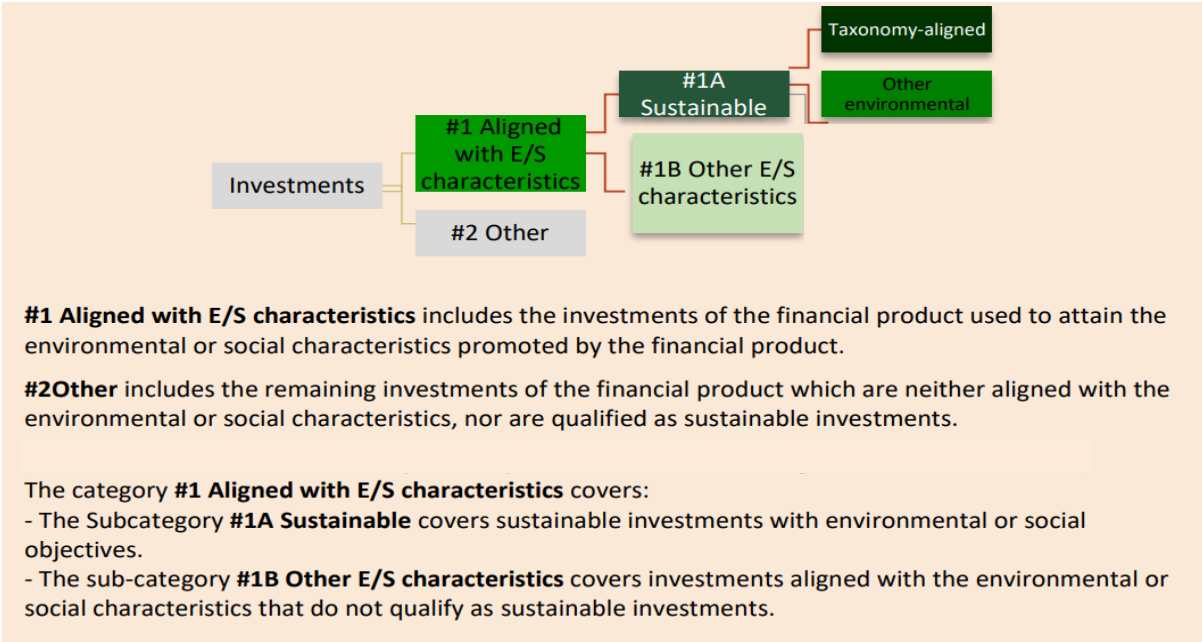 Taxonomy-aligned
#1A
Sustainable
Other
environmental
#1 Aligned
with E/S
characteristics
#1B Other E/S
characteristics
Investments
#2 Other
#1 Aligned with E/S characteristics includes the investments of the financial product used to attain the
environmental or social characteristics promoted by the financial product.
#2Other includes the remaining investments of the financial product which are neither aligned with the
environmental or social characteristics, nor are qualified as sustainable investments.
The category #1 Aligned with E/S characteristics covers:
- The Subcategory #1A Sustainable covers sustainable investments with environmental or social
objectives.
- The sub-category #1B Other E/S characteristics covers investments aligned with the environmental or
social characteristics that do not qualify as sustainable investments.